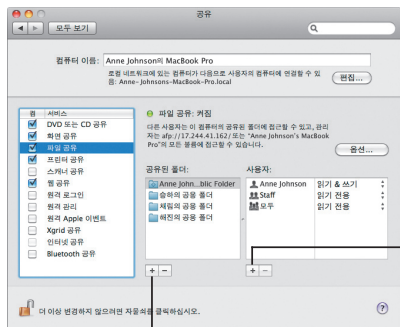 공유
모두 보기
컴퓨터 이름: Anne Johnson의 MacBook Pro
로컬 네트워크에 있는 컴퓨터가 다음으로 사용자의 컴퓨터에 연결할 수 있
음: Anne-Johnsons-MacBook-Pro.local
편집...
켬 서비스
DVD 또는 CD 공유
화면 공유
파일 공유
프린터 공유
스캐너 공유
웹 공유
원격 로그인
원격 관리
원격 Apple 이벤트
Xgrid 공유
인터넷 공유
Bluetooth 공유
파일 공유: 켜짐
다른 사용자는 이 컴퓨터의 공유된 폴더에 접근할 수 있고, 관리
자는 afp://17.244.41.162/ 또는 "Anne Johnson's MacBook
Pro"의 모든 볼륨에 접근할 수 있습니다.
옵션...
공유된 폴더:
Anne John...blic Folder
승하의 공용 폴더
채림의 공용 폴더
해진의 공용 폴더
+ −
사용자:
Anne Johnson 읽기 & 쓰기
Staff 읽기 전용
모두 읽기 전용
+ −
더 이상 변경하지 않으려면 자물쇠를 클릭하십시오.
?